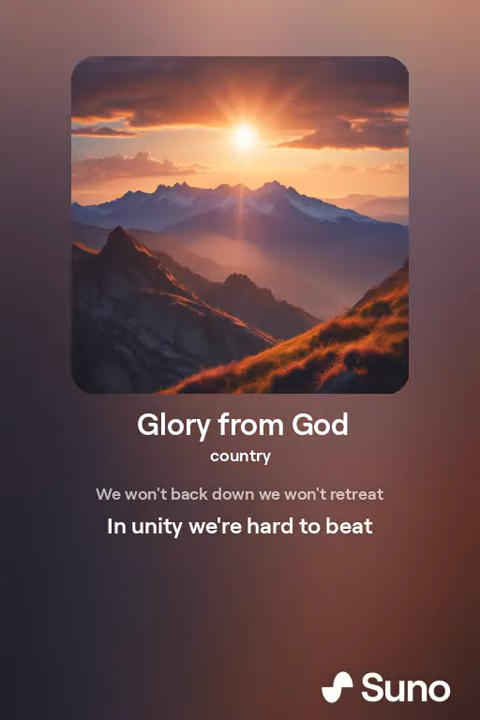 Glory from God
country
We won't back down we won't retreat
In unity we're hard to beat
Suno